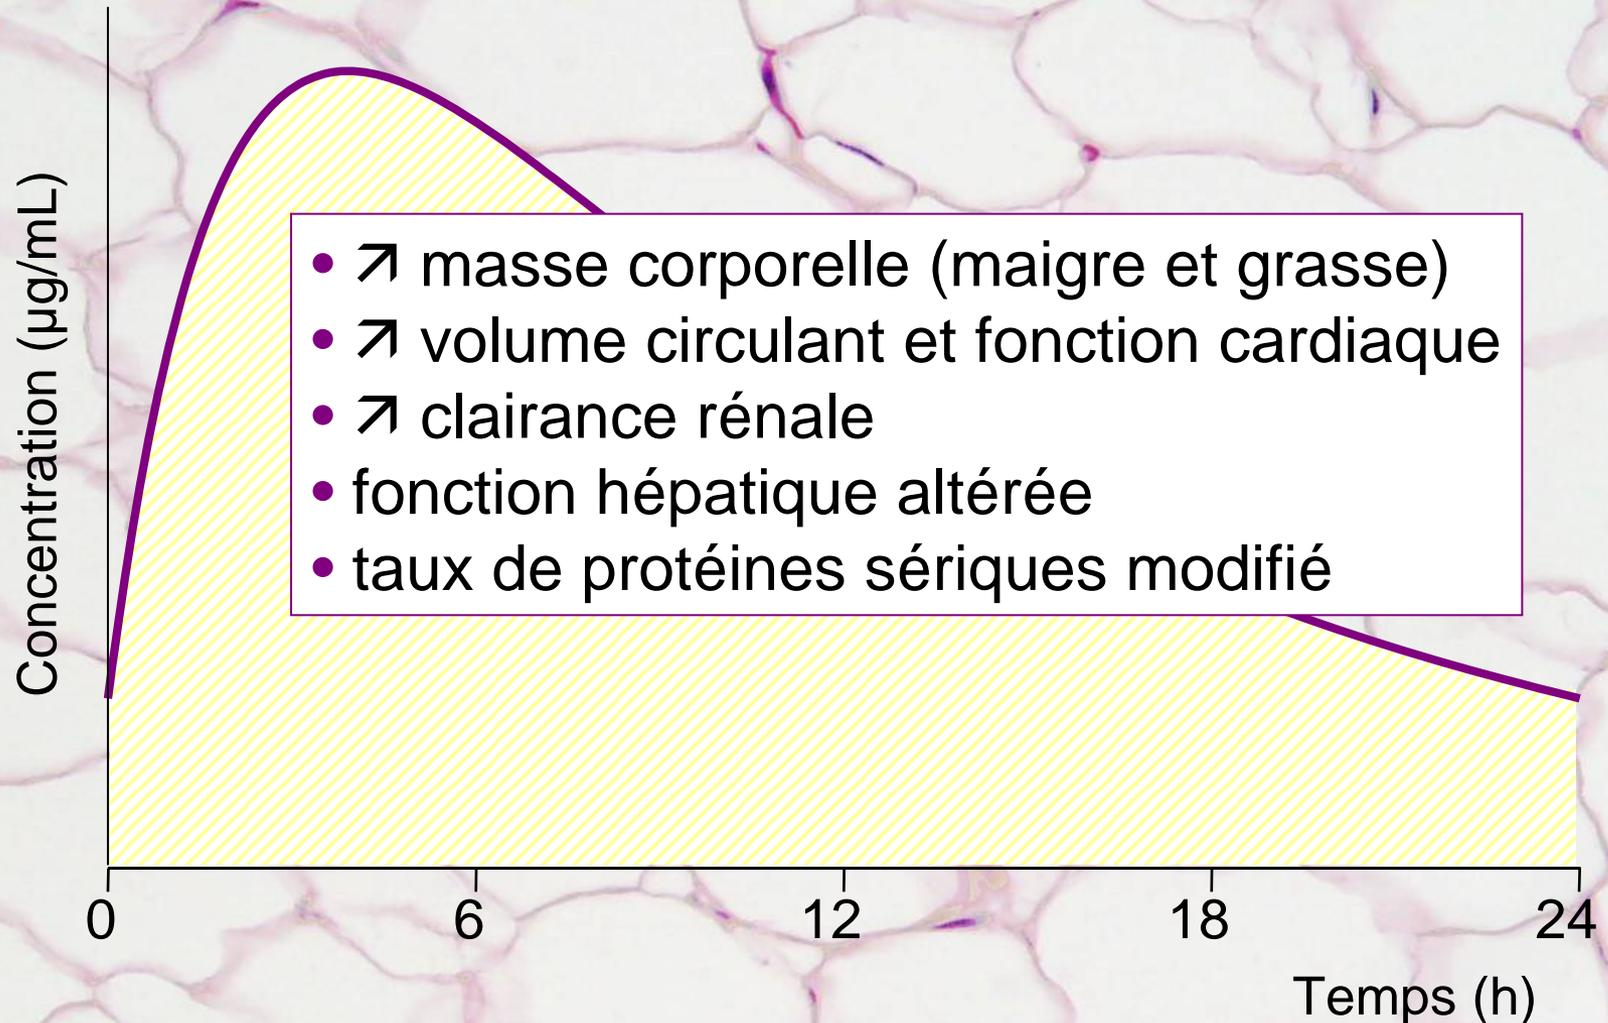 Concentration (µg/mL)
• ↗ masse corporelle (maigre et grasse)
• ↗ volume circulant et fonction cardiaque
• ↗ clairance rénale
• fonction hépatique altérée
• taux de protéines sériques modifié
0 6 12 18 24
Temps (h)